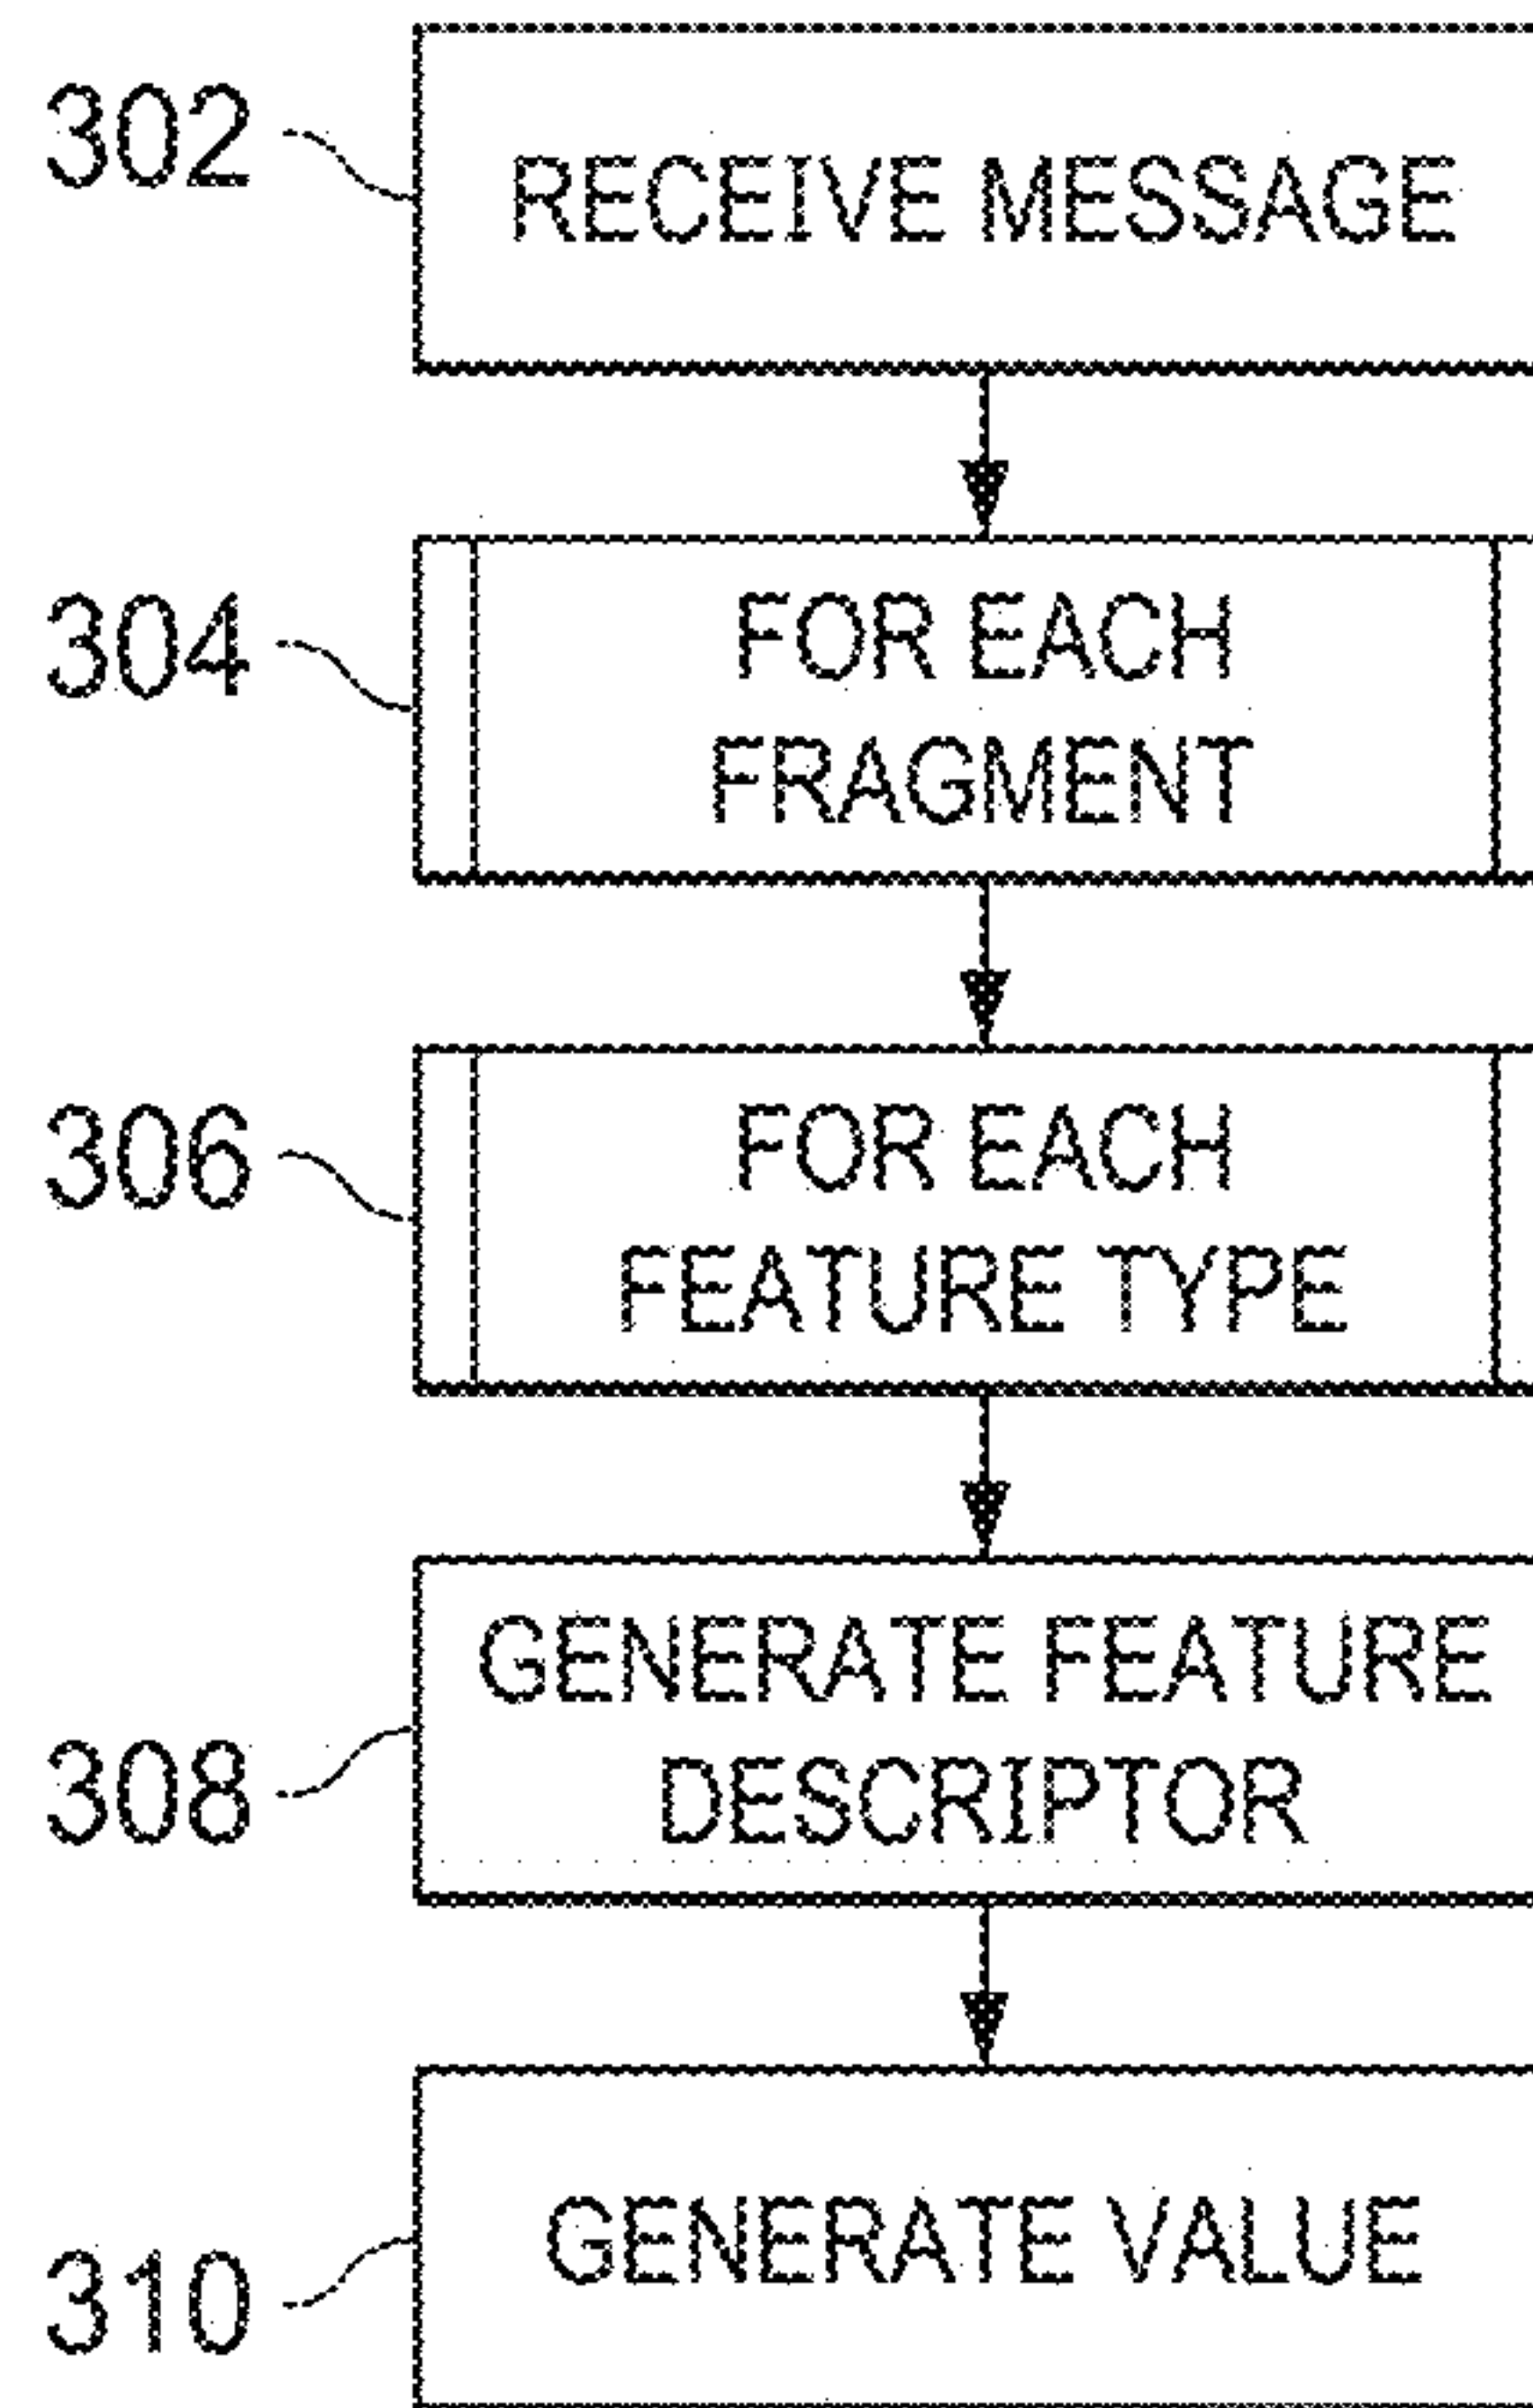 302
RECEIVE MESSAGE
304
FOR EACH
FRAGMENT
306
FOR EACH
FEATURE TYPE
308
GENERATE FEATURE
DESCRIPTOR
310
GENERATE VALUE